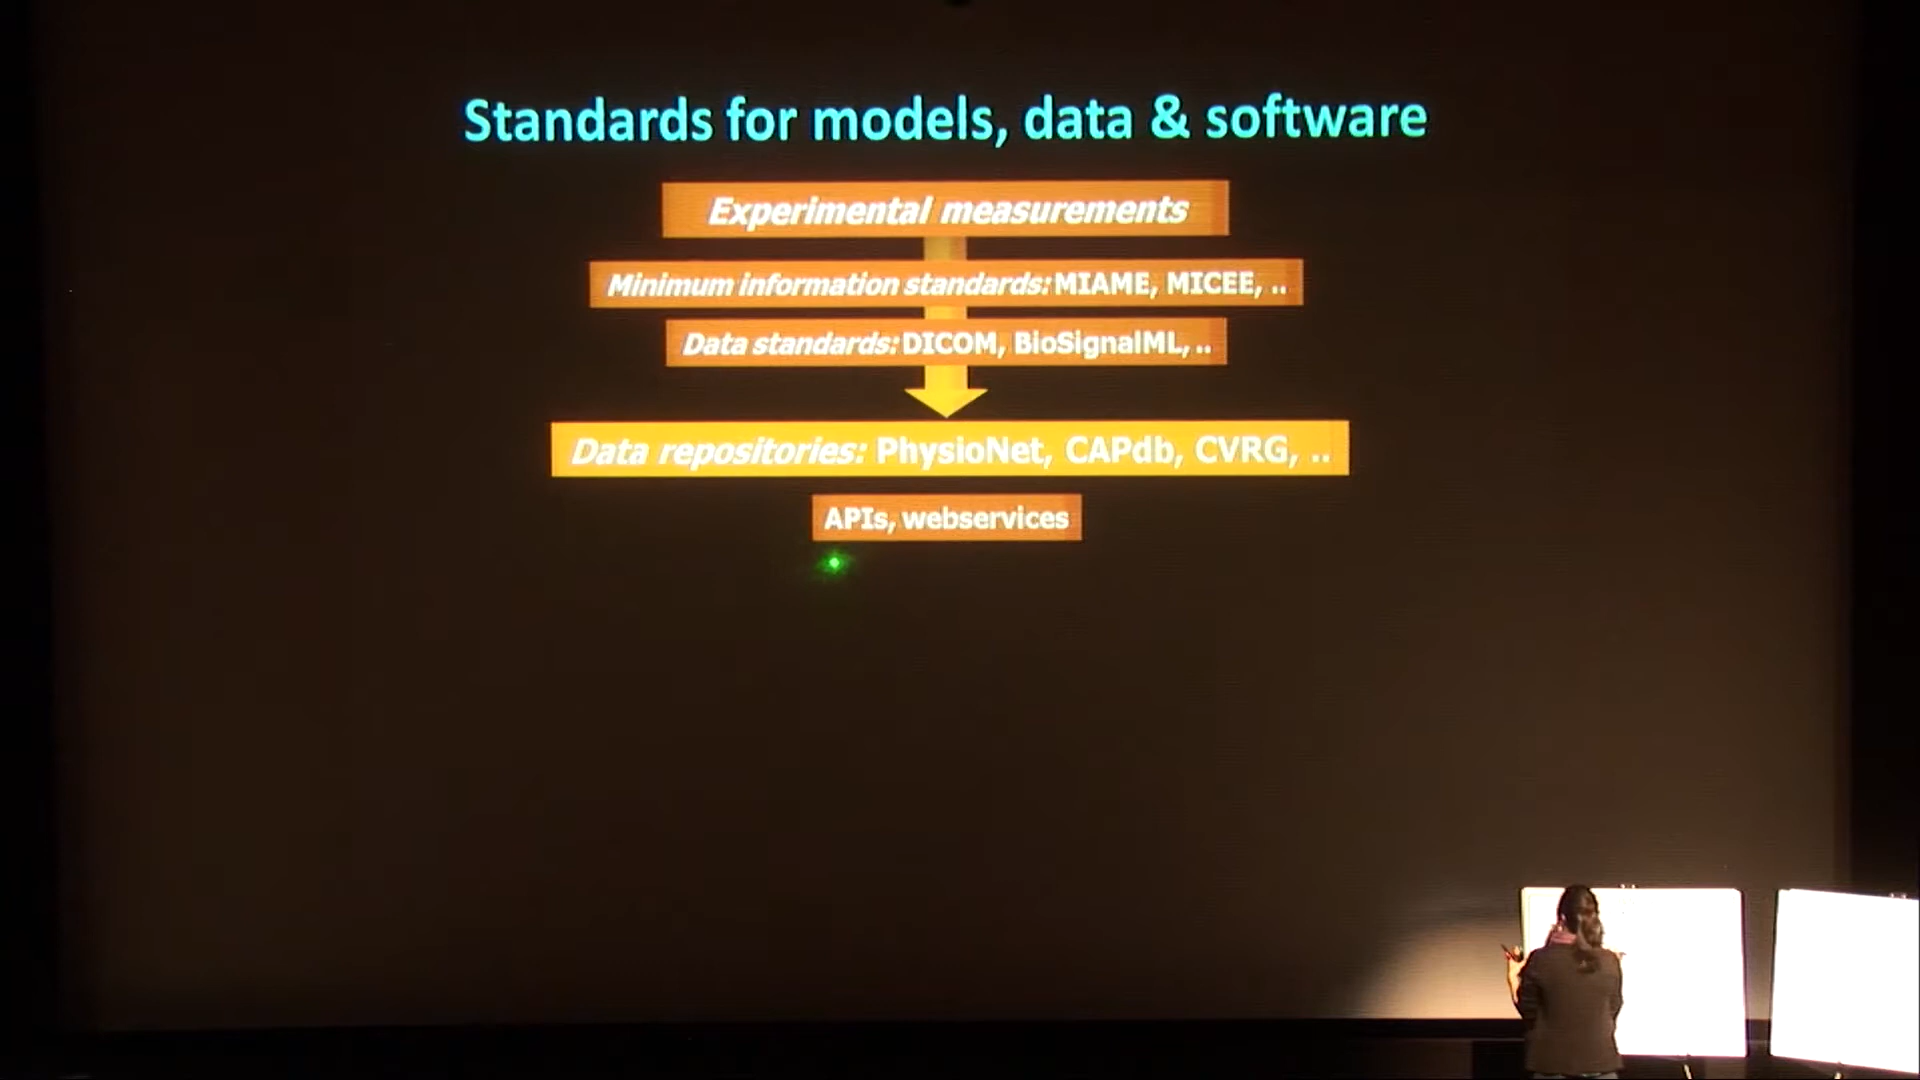 Standards for models, data & software
Experimental measurements
Minimum information standards: MIAME, MICEE, ..
Data standards: DICOM, BioSignalML, ..
Data repositories: PhysioNet, CAPdb, CVRG, ..
APIs, webservices